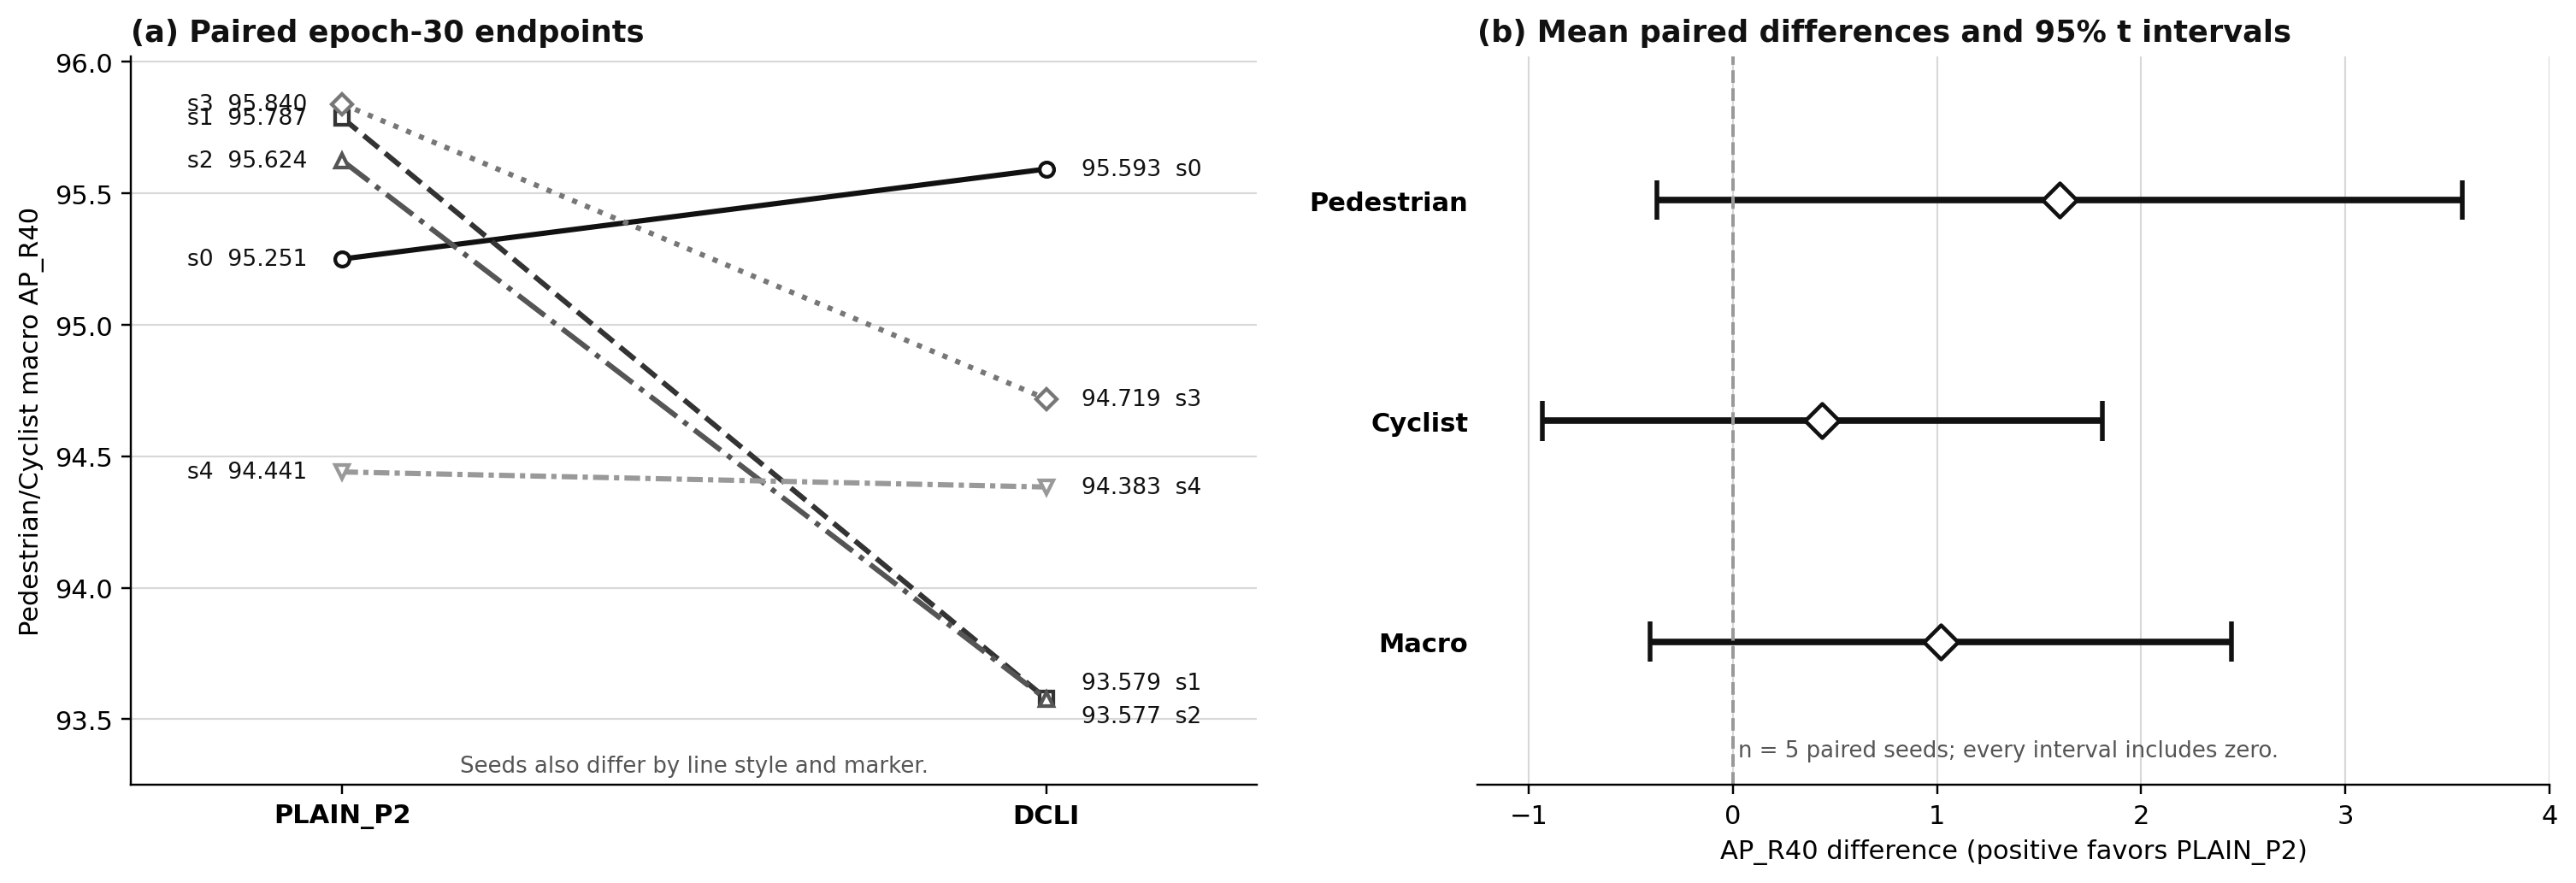 (a) Paired epoch-30 endpoints
Pedestrian/Cyclist macro AP_R40
96.0
95.5
95.0
94.5
94.0
93.5
s3 95.840
s1 95.787
s2 95.624
s0 95.251
s4 94.441
95.593 s0
94.719 s3
94.383 s4
93.579 s1
93.577 s2
Seeds also differ by line style and marker.
PLAIN_P2
DCLI
(b) Mean paired differences and 95% t intervals
Pedestrian
Cyclist
Macro
n = 5 paired seeds; every interval includes zero.
−1
0
1
2
3
4
AP_R40 difference (positive favors PLAIN_P2)